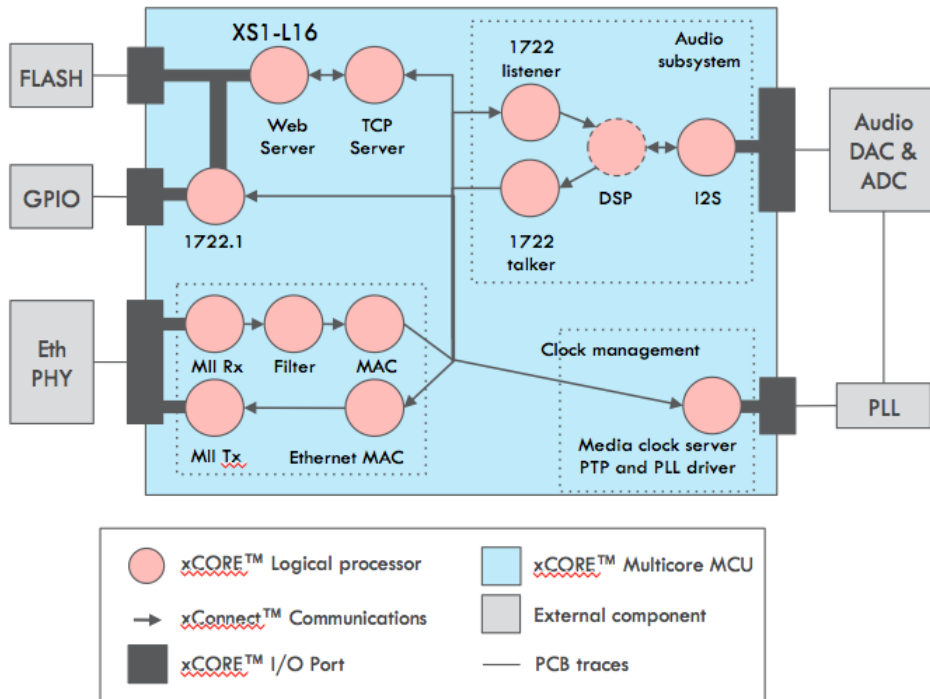 XS1-L16
FLASH
Web
Server
TCP
Server
GPIO
1722.1
1722
listener
Audio
subsystem
DSP
I2S
1722
talker
Audio
DAC &
ADC
Eth
PHY
MII Rx
Filter
MAC
MII Tx
Ethernet MAC
Clock management
Media clock server
PTP and PLL driver
PLL
xCORE™ Logical processor
xCORE™ Multicore MCU
xConnect™ Communications
External component
xCORE™ I/O Port
PCB traces